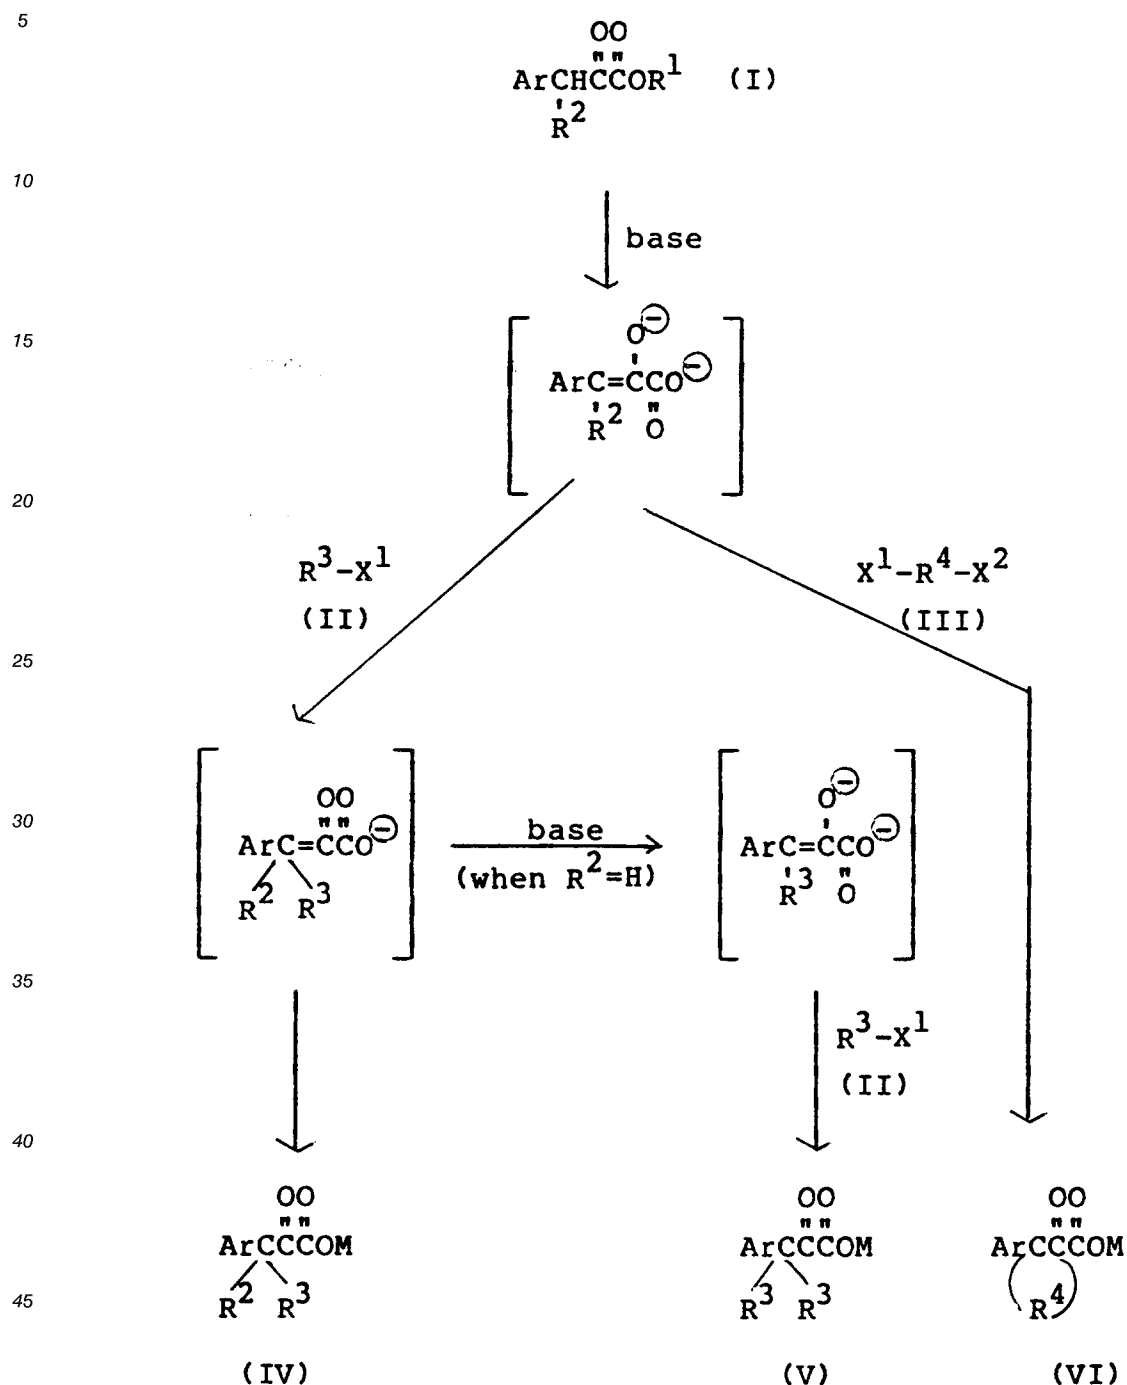 5
OO
" "
ArCHCCOR¹ (I)
'
R²
10
base
15
O⊖
'
ArC=CCO⊖
' "
R² O
20
R³-X¹
X¹-R⁴-X²
(II)
(III)
25
OO
" "
30
ArC=CCO⊖
R² R³
base
(when R²=H)
O⊖
'
ArC=CCO⊖
' "
R³ O
35
R³-X¹
(II)
40
OO
" "
ArCCCOM
R² R³
45
(IV)
OO
" "
ArCCCOM
R³ R³
(V)
OO
" "
ArCCCOM
R⁴
(VI)